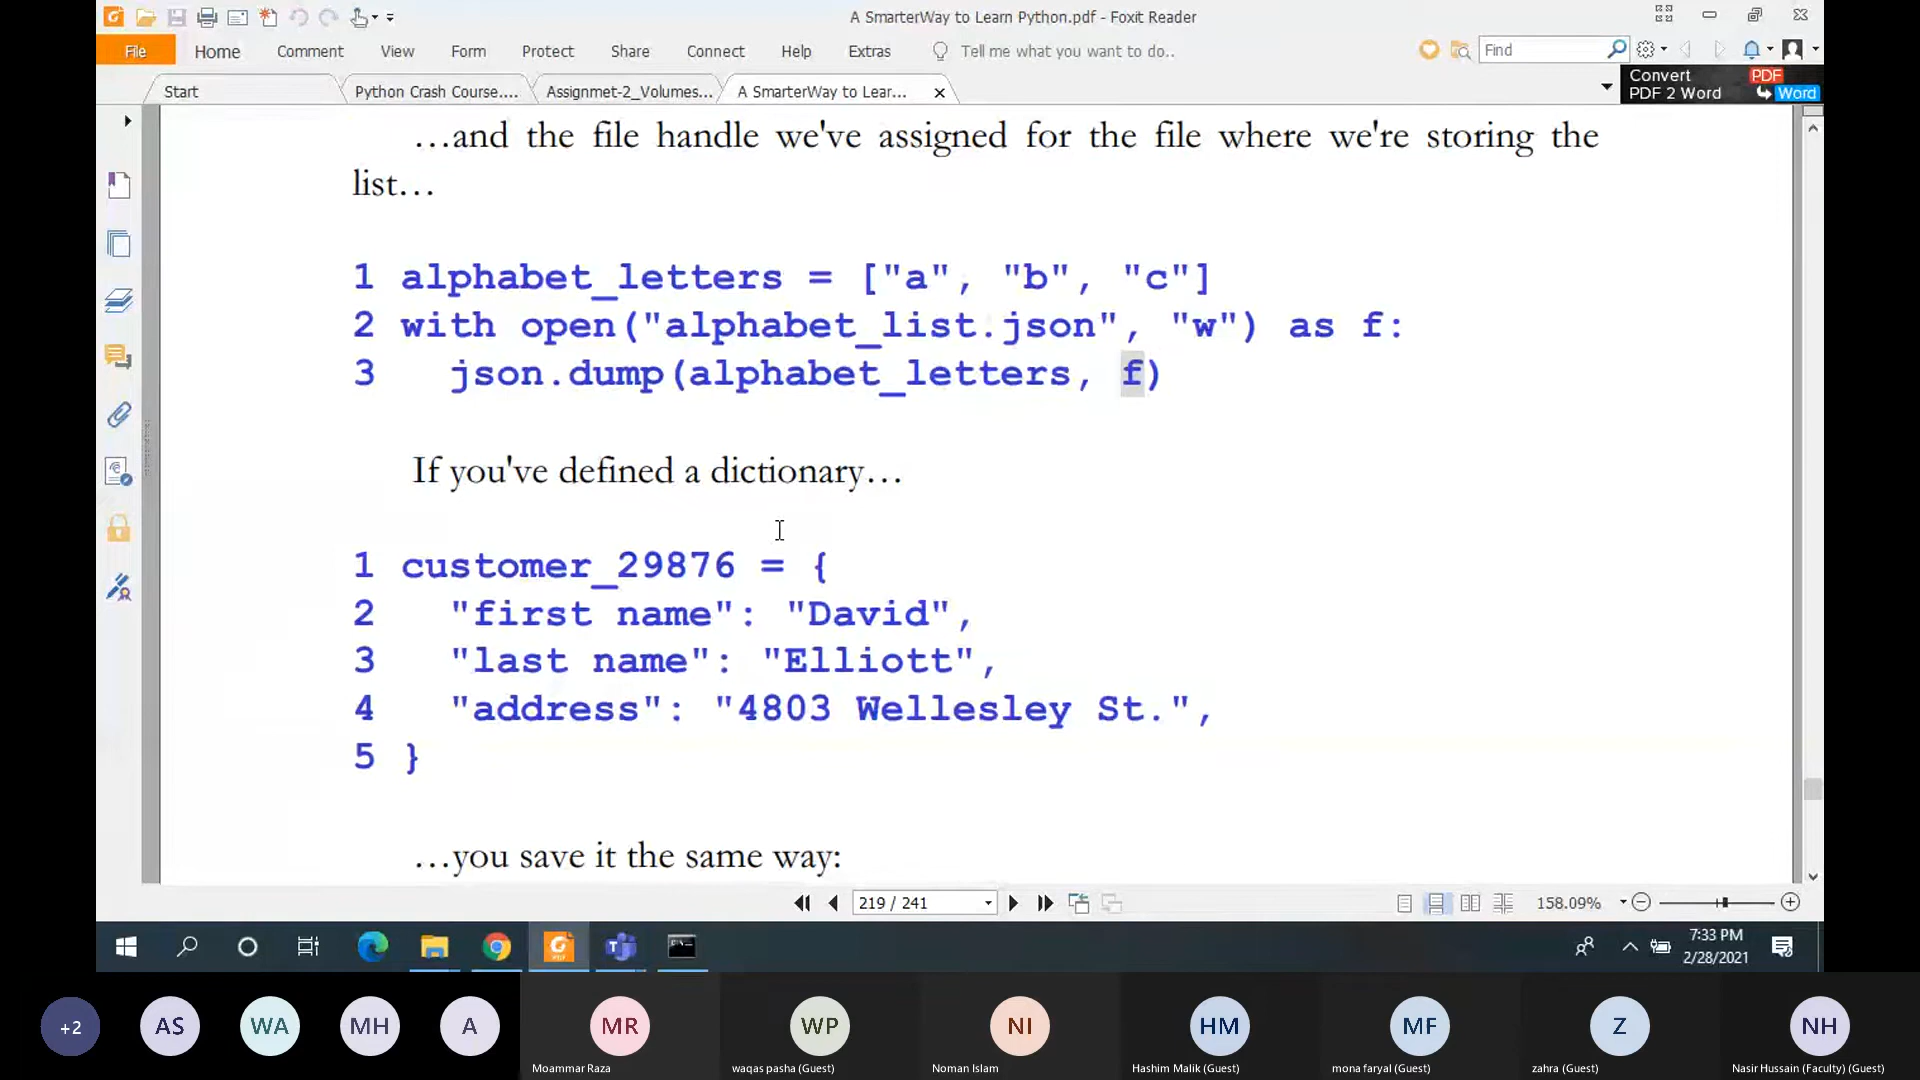 A SmarterWay to Learn Python.pdf - Foxit Reader
File Home Comment View Form Protect Share Connect Help Extras Tell me what you want to do.. Find
Start Python Crash Course.... Assignmet-2_Volumes... A SmarterWay to Lear...
Convert PDF
PDF 2 Word Word
…and the file handle we've assigned for the file where we're storing the
list…
1 alphabet_letters = ["a", "b", "c"]
2 with open("alphabet_list.json", "w") as f:
3 json.dump(alphabet_letters, f)
If you've defined a dictionary…
1 customer_29876 = {
2 "first name": "David",
3 "last name": "Elliott",
4 "address": "4803 Wellesley St.",
5 }
…you save it the same way:
219 / 241
158.09%
7:33 PM
2/28/2021
+2 AS WA MH A MR WP NI HM MF Z NH
Moammar Raza waqas pasha (Guest) Noman Islam Hashim Malik (Guest) mona faryal (Guest) zahra (Guest) Nasir Hussain (Faculty) (Guest)